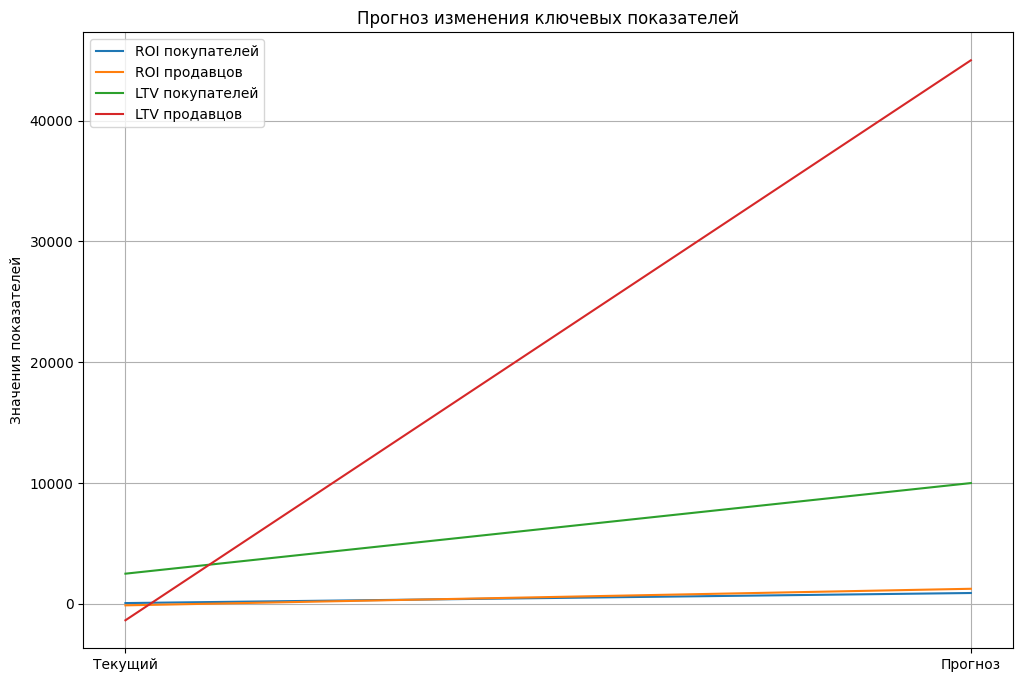 Прогноз изменения ключевых показателей
ROI покупателей
ROI продавцов
LTV покупателей
LTV продавцов
40000
30000
20000
10000
0
Значения показателей
Текущий
Прогноз